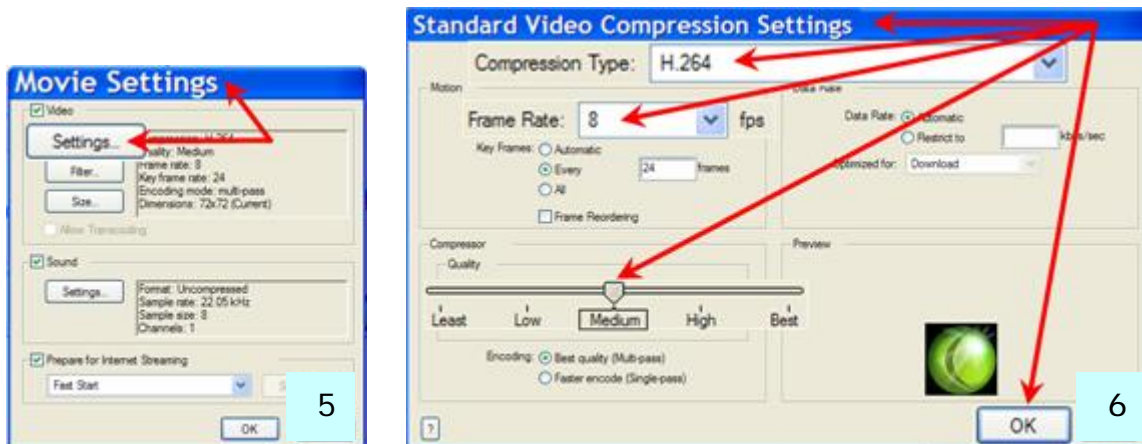 Movie Settings
Video
Settings...
Filter...
Size...
Compression: H.264
Quality: Medium
Frame rate: 8
Key frame rate: 24
Encoding mode: multi-pass
Dimensions: 72x72 (Current)
Allow Transcoding
Sound
Settings...
Format: Uncompressed
Sample rate: 22.05 kHz
Sample size: 8
Channels: 1
Prepare for Internet Streaming
Fast Start
OK
5
Standard Video Compression Settings
Compression Type: H.264
Motion
Frame Rate: 8 fps
Key Frames: Automatic
Every 24 frames
All
Frame Reordering
Data Rate
Data Rate: Automatic
Restrict to kbits/sec
Optimized for: Download
Compressor
Quality
Least Low Medium High Best
Encoding: Best quality (Multi-pass)
Faster encode (Single-pass)
Preview
?
OK
6